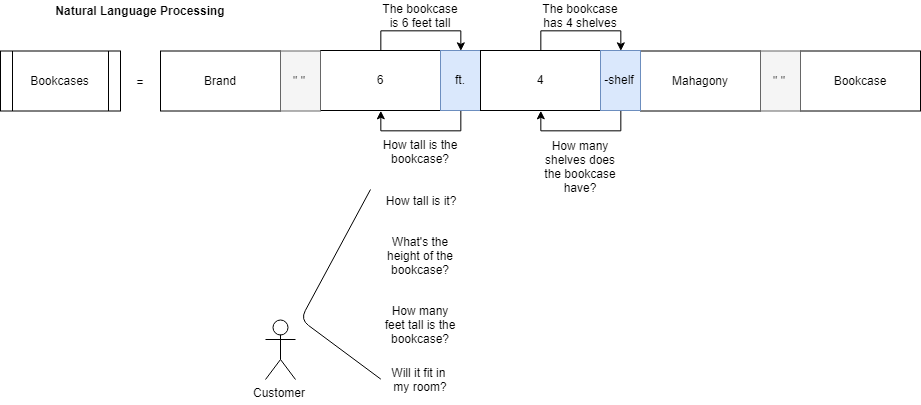 Natural Language Processing
The bookcase
is 6 feet tall
The bookcase
has 4 shelves
Bookcases
=
Brand
" "
6
ft.
4
-shelf
Mahagony
" "
Bookcase
How tall is the
bookcase?
How many
shelves does
the bookcase
have?
How tall is it?
What's the
height of the
bookcase?
How many
feet tall is the
bookcase?
Will it fit in
my room?
Customer